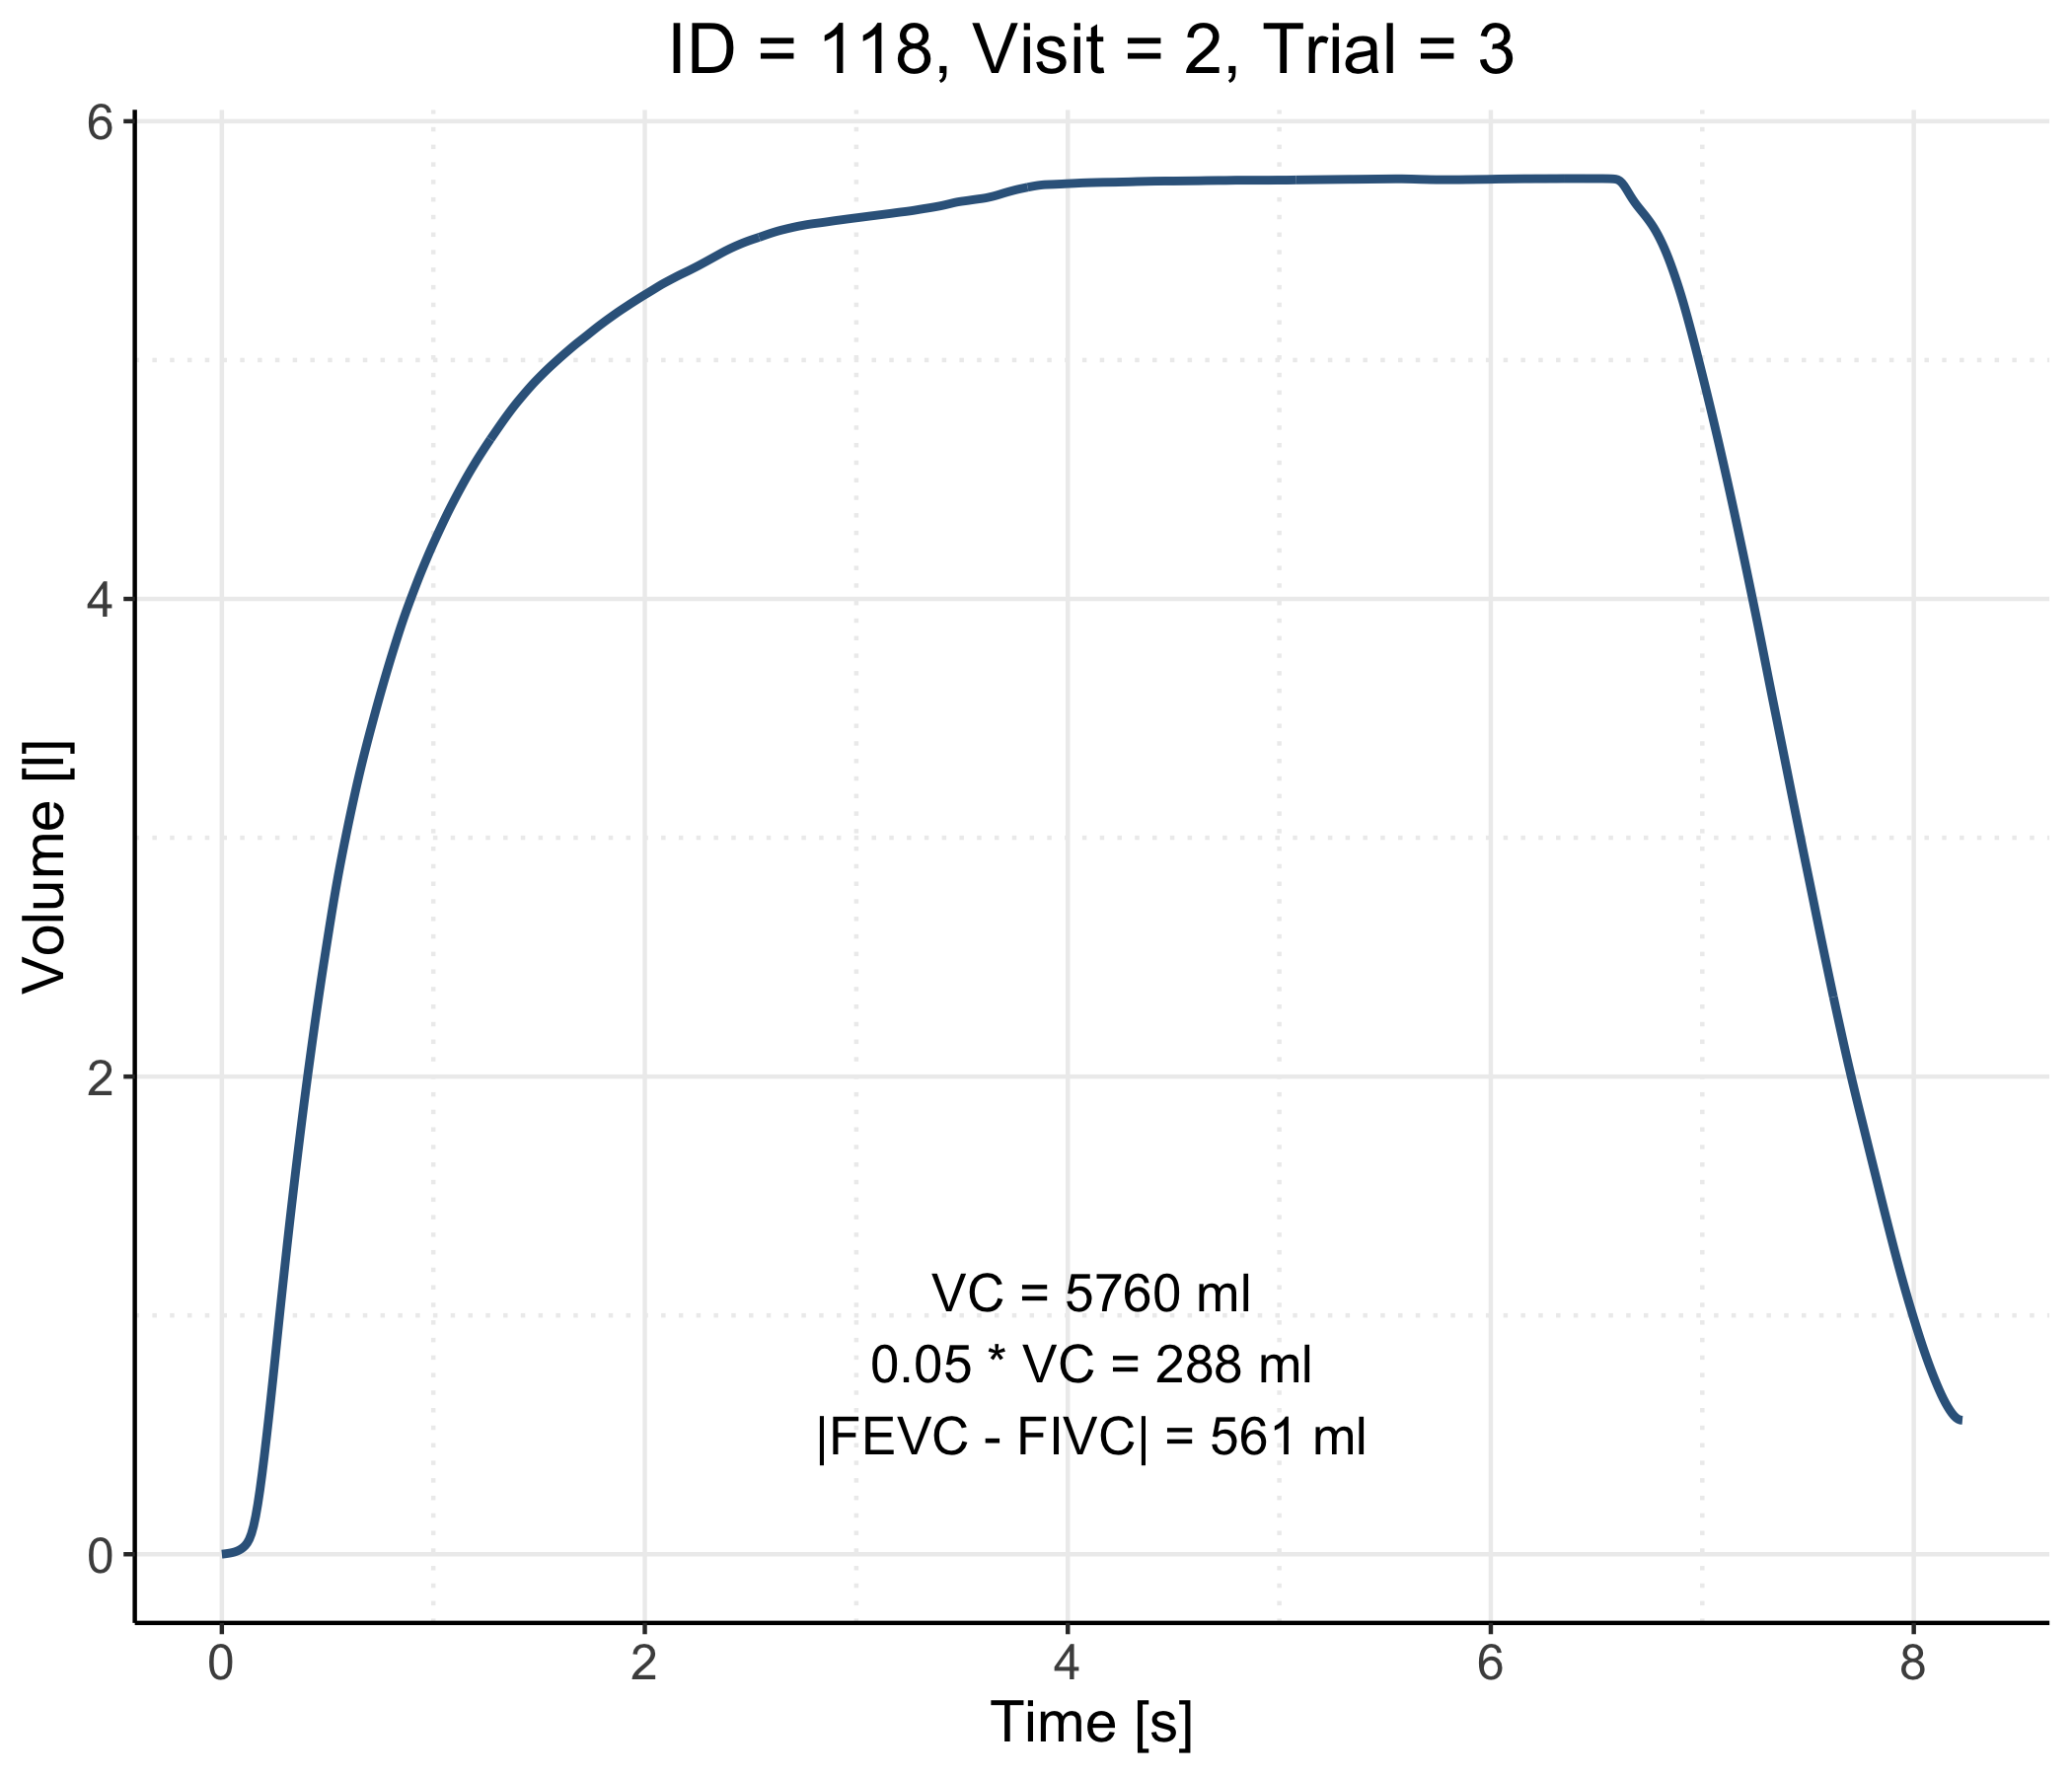 ID = 118, Visit = 2, Trial = 3
6
4
2
0
Volume [l]
VC = 5760 ml
0.05 * VC = 288 ml
|FEVC - FIVC| = 561 ml
0 2 4 6 8
Time [s]